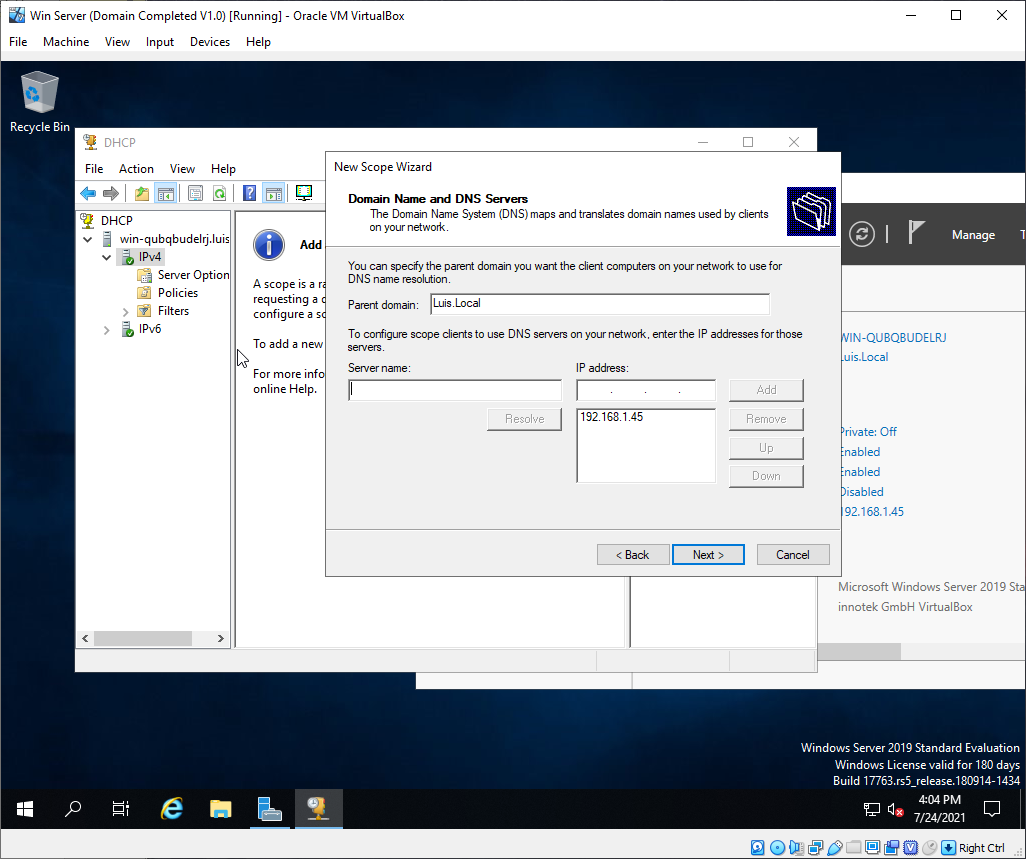 Win Server (Domain Completed V1.0) [Running] - Oracle VM VirtualBox
File Machine View Input Devices Help
Recycle Bin
DHCP
File Action View Help
DHCP
win-qubqbudelrj.luis
IPv4
Server Option
Policies
Filters
IPv6
Add
A scope is a ra
requesting a c
configure a sc
To add a new
For more info
online Help.
New Scope Wizard
Domain Name and DNS Servers
The Domain Name System (DNS) maps and translates domain names used by clients
on your network.
You can specify the parent domain you want the client computers on your network to use for
DNS name resolution.
Parent domain: Luis.Local
To configure scope clients to use DNS servers on your network, enter the IP addresses for those
servers.
Server name: IP address:
. . . Add
Resolve 192.168.1.45 Remove
Up
Down
< Back Next > Cancel
Manage T
WIN-QUBQBUDELRJ
Luis.Local
Private: Off
Enabled
Enabled
Disabled
192.168.1.45
Microsoft Windows Server 2019 Sta
innotek GmbH VirtualBox
Windows Server 2019 Standard Evaluation
Windows License valid for 180 days
Build 17763.rs5_release.180914-1434
4:04 PM
7/24/2021
Right Ctrl